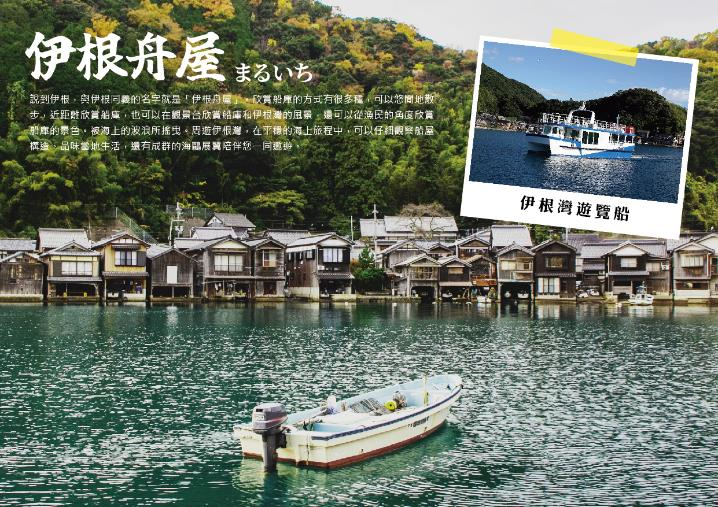 伊根舟屋 まるいち
說到伊根，與伊根同義的名字就是「伊根舟屋」。欣賞船庫的方式有很多種，可以悠閒地散
步、近距離欣賞船庫，也可以在觀景台欣賞船庫和伊根灣的風景，還可以從漁民的角度欣賞
船庫的景色，被海上的波浪所搖曳。周遊伊根灣，在平穩的海上旅程中，可以仔細觀察船屋
構造、品味當地生活，還有成群的海鷗展翼陪伴您一同遨遊。
伊根灣遊覽船